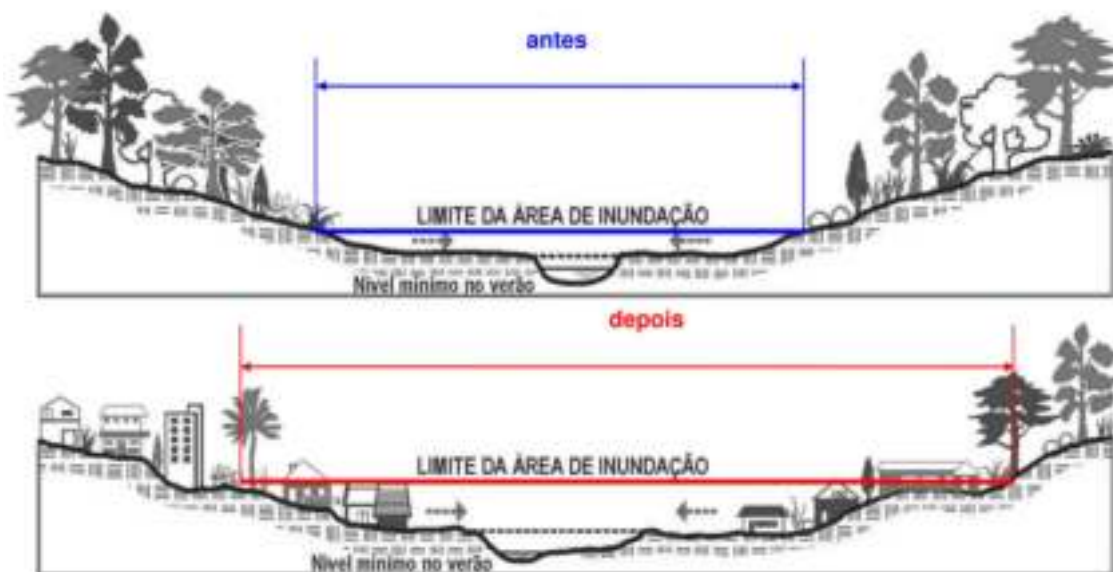 antes
LIMITE DA ÁREA DE INUNDAÇÃO
Nível mínimo no verão
depois
LIMITE DA ÁREA DE INUNDAÇÃO
Nível mínimo no verão